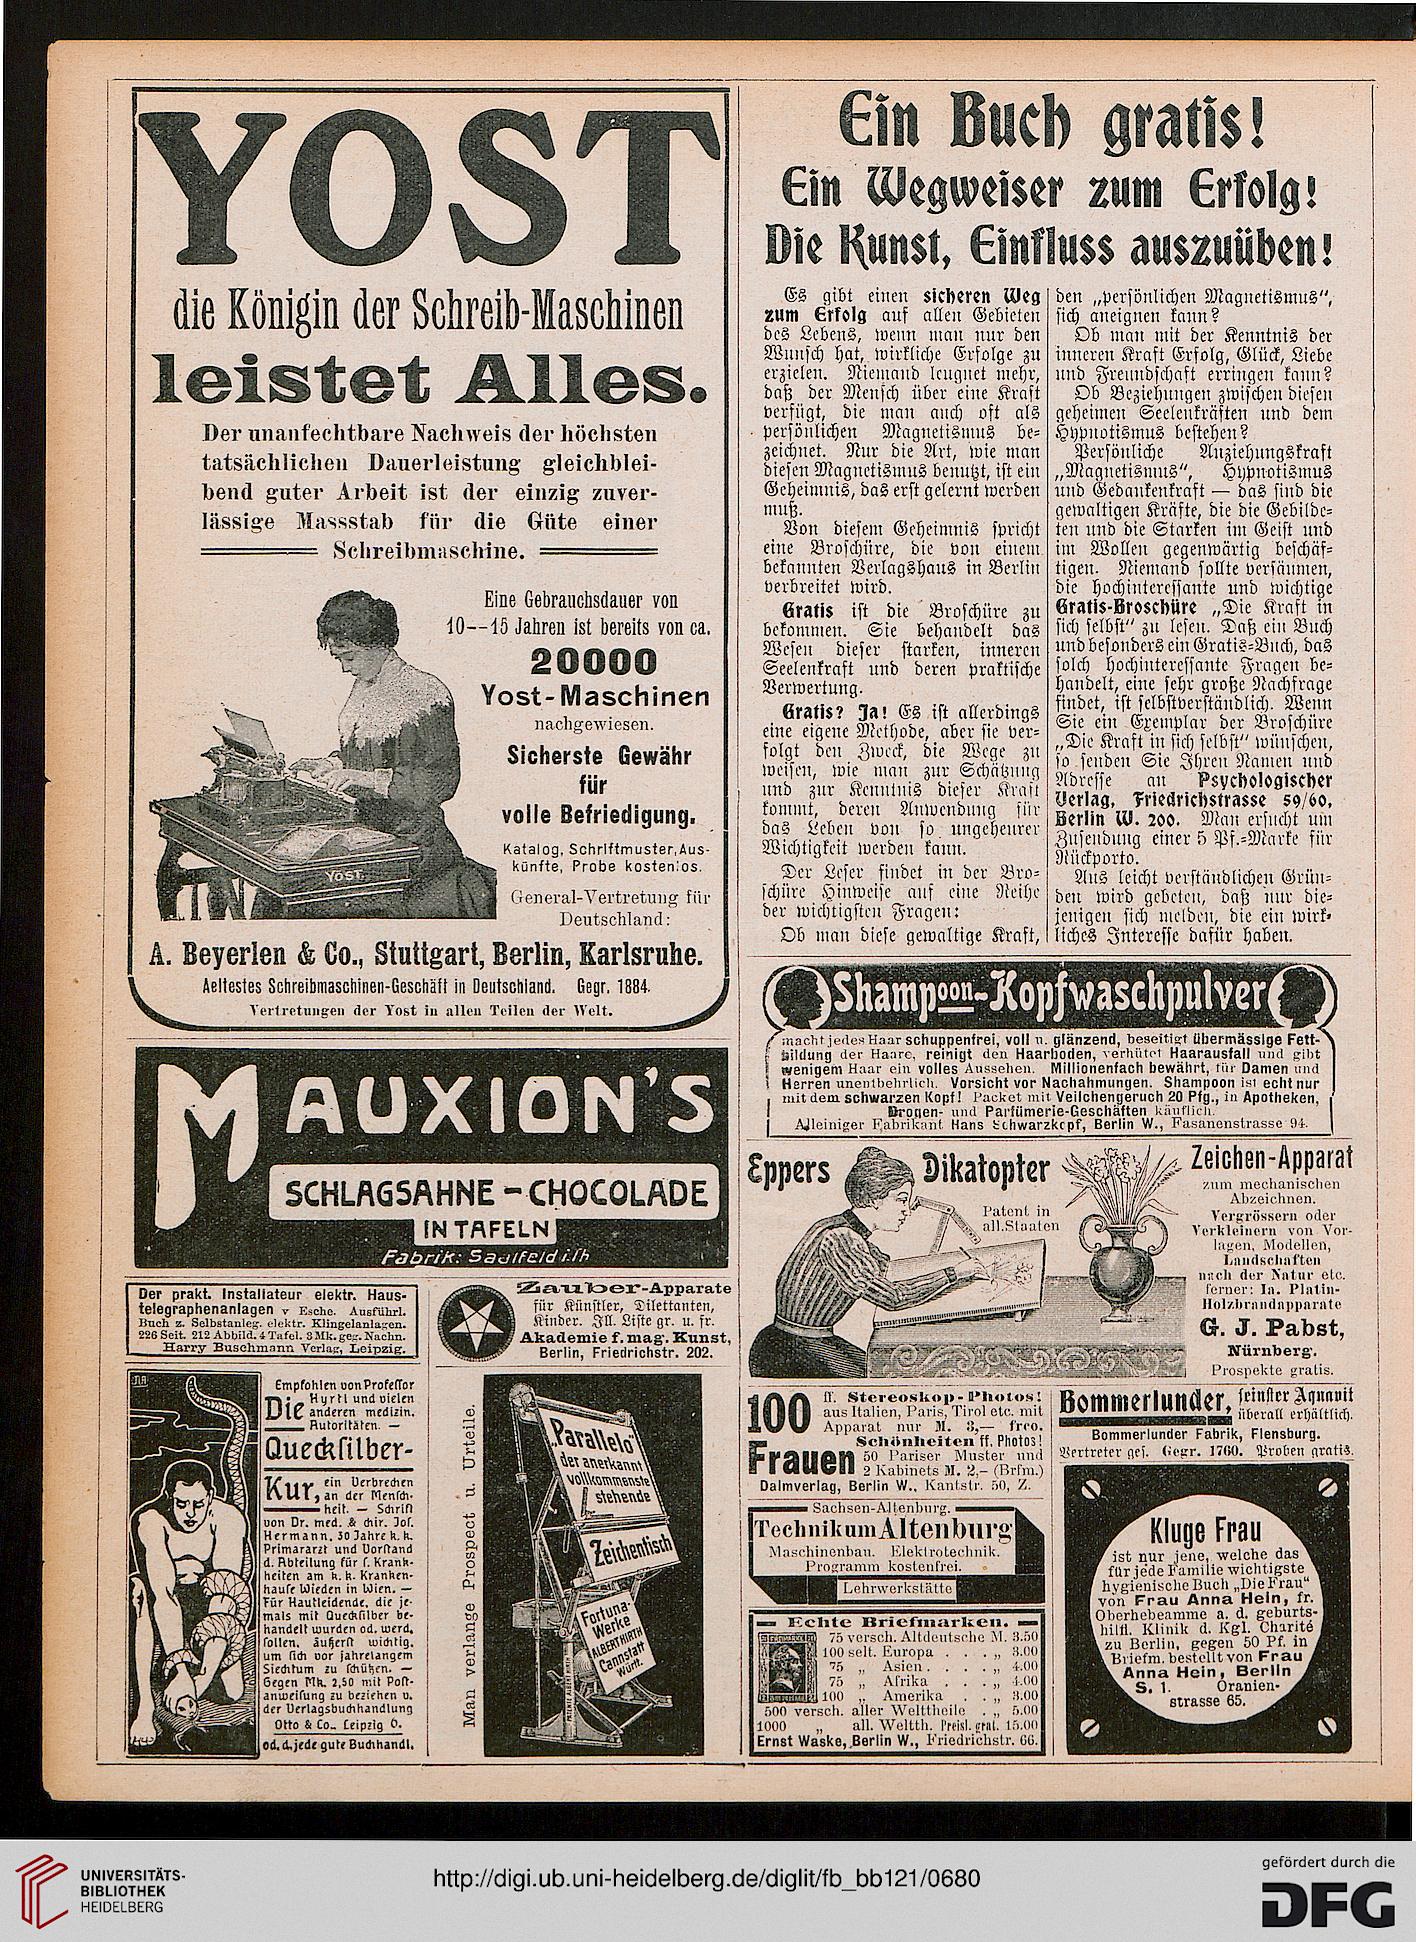 YOST
die Königin der Schreib-Maschinen
leistet Alles.
Der unanfechtbare Nachweis der höchsten
tatsächlichen Dauerleistung gleichblei-
bend guter Arbeit ist der einzig zuver-
lässige Massstab für die Güte einer
Schreibmaschine.
Eine Gebrauchsdauer von
10--15 Jahren ist bereits von ca.
20000
Yost-Maschinen
nachgewiesen.
Sicherste Gewähr
für
volle Befriedigung.
Katalog, Schriftmuster, Aus-
künfte, Probe kostenlos.
YOST.
General-Vertretung für
Deutschland:
A. Beyerlen & Co., Stuttgart, Berlin, Karlsruhe.
Aeltestes Schreibmaschinen-Geschäft in Deutschland. Gegr. 1884.
Vertretungen der Yost in allen Teilen der Welt.
MAUXION'S
SCHLAGSAHNE - CHOCOLADE
IN TAFELN
Fabrik: Saalfeld i./h
Der prakt. Installateur elektr. Haus-
telegraphenanlagen v Esche. Ausführl.
Buch z. Selbstanleg. elektr. Klingelanlagen.
226 Seit. 212 Abbild. 4 Tafel. 3 Mk. geg. Nachn.
Harry Buschmann Verlag, Leipzig.
Zauber-Apparate
für Künstler, Dilettanten,
Kinder. Ill. Liste gr. u. fr.
Akademie f. mag. Kunst,
Berlin, Friedrichstr. 202.
Empfohlen von Professor
Hyrtl und vielen
Die anderen medizin.
Autoritäten. —
Quecksilber-
Kur, ein Verbrechen
an der Mensch-
heit. — Schrift
von Dr. med. & chir. Jos.
Hermann, 30 Jahre k. k.
Primararzt und Vorstand
d. Abteilung für s. Krank-
heiten am k. k. Kranken-
hause Wieden in Wien. —
Für Hautleidende, die je-
mals mit Quecksilber be-
handelt wurden od. werd.
sollen, äußerst wichtig,
um sich vor jahrelangem
Siechtum zu schützen. —
Gegen Mk. 2,50 mit Post-
anweisung zu beziehen v.
der Verlagsbuchhandlung
Otto & Co., Leipzig 6.
od. d. jede gute Buchhandl.
Man verlange Prospect u. Urteile.
„Parallelo"
der anerkannt
vollkommenste
stehende
Zeichentisch
Fortuna-
Werke
ALBERT HIRTH
Cannstatt
Württ.
Ein Buch gratis!
Ein Wegweiser zum Erfolg!
Die Kunst, Einfluss auszuüben!
Es gibt einen sicheren Weg
zum Erfolg auf allen Gebieten
des Lebens, wenn man nur den
Wunsch hat, wirkliche Erfolge zu
erzielen. Niemand leugnet mehr,
daß der Mensch über eine Kraft
verfügt, die man auch oft als
persönlichen Magnetismus be-
zeichnet. Nur die Art, wie man
diesen Magnetismus benutzt, ist ein
Geheimnis, das erst gelernt werden
muß.
Von diesem Geheimnis spricht
eine Broschüre, die von einem
bekannten Verlagshaus in Berlin
verbreitet wird.
Gratis ist die Broschüre zu
bekommen. Sie behandelt das
Wesen dieser starken, inneren
Seelenkraft und deren praktische
Verwertung.
Gratis? Ja! Es ist allerdings
eine eigene Methode, aber sie ver-
folgt den Zweck, die Wege zu
weisen, wie man zur Schätzung
und zur Kenntnis dieser Kraft
kommt, deren Anwendung für
das Leben von so ungeheurer
Wichtigkeit werden kann.
Der Leser findet in der Bro-
schüre Hinweise auf eine Reihe
der wichtigsten Fragen:
Ob man diese gewaltige Kraft,
den „persönlichen Magnetismus",
sich aneignen kann?
Ob man mit der Kenntnis der
inneren Kraft Erfolg, Glück, Liebe
und Freundschaft erringen kann?
Ob Beziehungen zwischen diesen
geheimen Seelenkräften und dem
Hypnotismus bestehen?
Persönliche Anziehungskraft
„Magnetismus", Hypnotismus
und Gedankenkraft — das sind die
gewaltigen Kräfte, die die Gebilde-
ten und die Starken im Geist und
im Wollen gegenwärtig beschäf-
tigen. Niemand sollte versäumen,
die hochinteressante und wichtige
Gratis-Broschüre „Die Kraft in
sich selbst" zu lesen. Daß ein Buch
und besonders ein Gratis-Buch, das
solch hochinteressante Fragen be-
handelt, eine sehr große Nachfrage
findet, ist selbstverständlich. Wenn
Sie ein Exemplar der Broschüre
„Die Kraft in sich selbst" wünschen,
so senden Sie Ihren Namen und
Adresse an Psychologischer
Verlag, Friedrichstrasse 59/60,
Berlin W. 200. Man ersucht um
Zusendung einer 5 Pf.-Marke für
Rückporto.
Aus leicht verständlichen Grün-
den wird gebeten, daß nur die-
jenigen sich melden, die ein wirk-
liches Interesse dafür haben.
Shampoon-Kopfwaschpulver
macht jedes Haar schuppenfrei, voll u. glänzend, beseitigt übermässige Fett-
bildung der Haare, reinigt den Haarboden, verhütet Haarausfall und gibt
wenigem Haar ein volles Aussehen. Millionenfach bewährt, für Damen und
Herren unentbehrlich. Vorsicht vor Nachahmungen. Shampoon ist echt nur
mit dem schwarzen Kopf! Packet mit Veilchengeruch 20 Pfg., in Apotheken,
Drogen- und Parfümerie-Geschäften käuflich.
Alleiniger Fabrikant Hans Schwarzkopf, Berlin W., Fasanenstrasse 94.
Eppers Dikatopter
Patent in
all. Staaten
Zeichen-Apparat
zum mechanischen
Abzeichnen.
Vergrössern oder
Verkleinern von Vor-
lagen, Modellen,
Landschaften
nach der Natur etc.
ferner: Ia. Platin-
Holzbrandapparate
G. J. Pabst,
Nürnberg.
Prospekte gratis.
100 ff. Stereoskop-Photos!
aus Italien, Paris, Tirol etc. mit
Apparat nur M. 3,— frco.
Frauen Schönheiten ff. Photos!
50 Pariser Muster und
2 Kabinets M. 2,- (Brfm.)
Dalmverlag, Berlin W., Kantstr. 50, Z.
Bommerlunder, feinster Aquavit
überall erhältlich.
Bommerlunder Fabrik, Flensburg.
Vertreter ges. Gegr. 1760. Proben gratis.
Sachsen-Altenburg.
Technikum Altenburg
Maschinenbau. Elektrotechnik.
Programm kostenfrei.
Lehrwerkstätte
Echte Briefmarken.
75 versch. Altdeutsche M. 3.50
100 selt. Europa . . . „ 3.00
75 „ Asien . . . . „ 4.00
75 „ Afrika . . . „ 4.00
100 „ Amerika . . „ 3.00
500 versch. aller Welttheile . „ 5.00
1000 „ all. Weltth. Preisl. grat. 15.00
Ernst Waske, Berlin W., Friedrichstr. 66.
Kluge Frau
ist nur jene, welche das
für jede Familie wichtigste
hygienische Buch „Die Frau"
von Frau Anna Hein, fr.
Oberhebeamme a. d. geburts-
hilfl. Klinik d. Kgl. Charité
zu Berlin, gegen 50 Pf. in
Briefm. bestellt von Frau
Anna Hein, Berlin
S. 1. Oranien-
strasse 65.
UNIVERSITÄTS-
BIBLIOTHEK
HEIDELBERG
http://digi.ub.uni-heidelberg.de/diglit/fb_bb121/0680
gefördert durch die
DFG